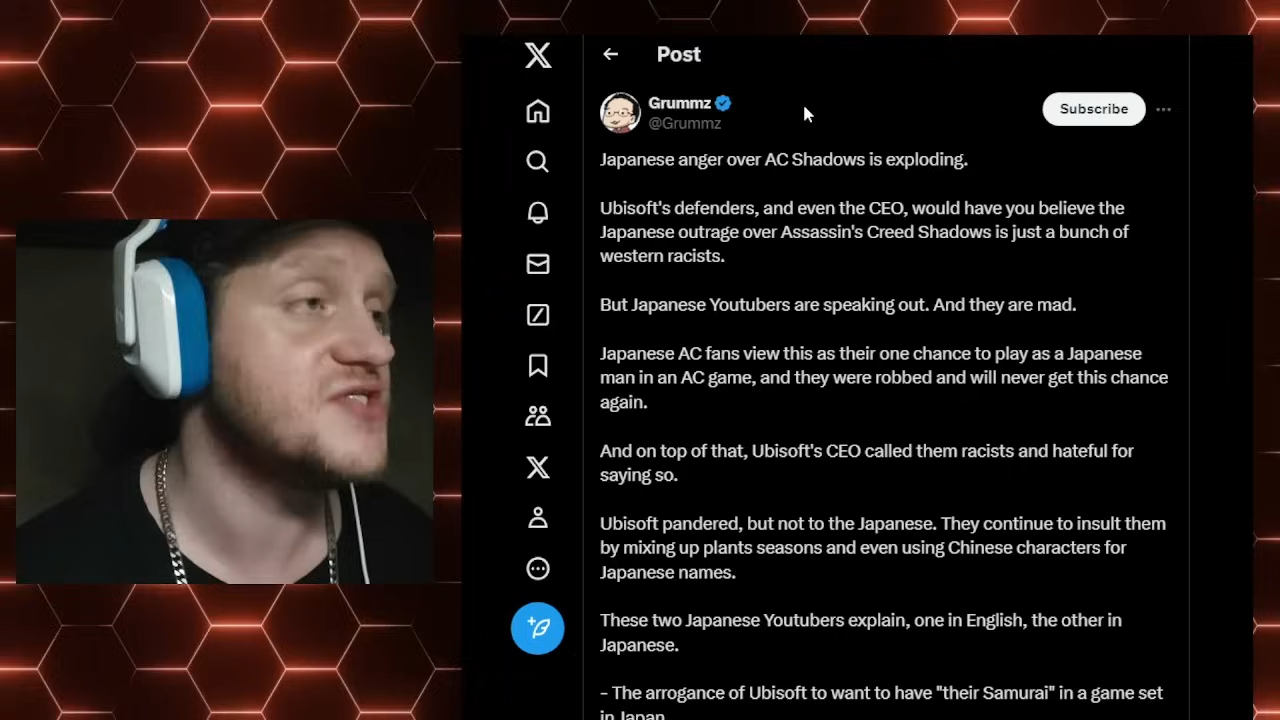 Post
Grummz
@Grummz
Subscribe
Japanese anger over AC Shadows is exploding.
Ubisoft's defenders, and even the CEO, would have you believe the
Japanese outrage over Assassin's Creed Shadows is just a bunch of
western racists.
But Japanese Youtubers are speaking out. And they are mad.
Japanese AC fans view this as their one chance to play as a Japanese
man in an AC game, and they were robbed and will never get this chance
again.
And on top of that, Ubisoft's CEO called them racists and hateful for
saying so.
Ubisoft pandered, but not to the Japanese. They continue to insult them
by mixing up plants seasons and even using Chinese characters for
Japanese names.
These two Japanese Youtubers explain, one in English, the other in
Japanese.
- The arrogance of Ubisoft to want to have "their Samurai" in a game set
in Japan